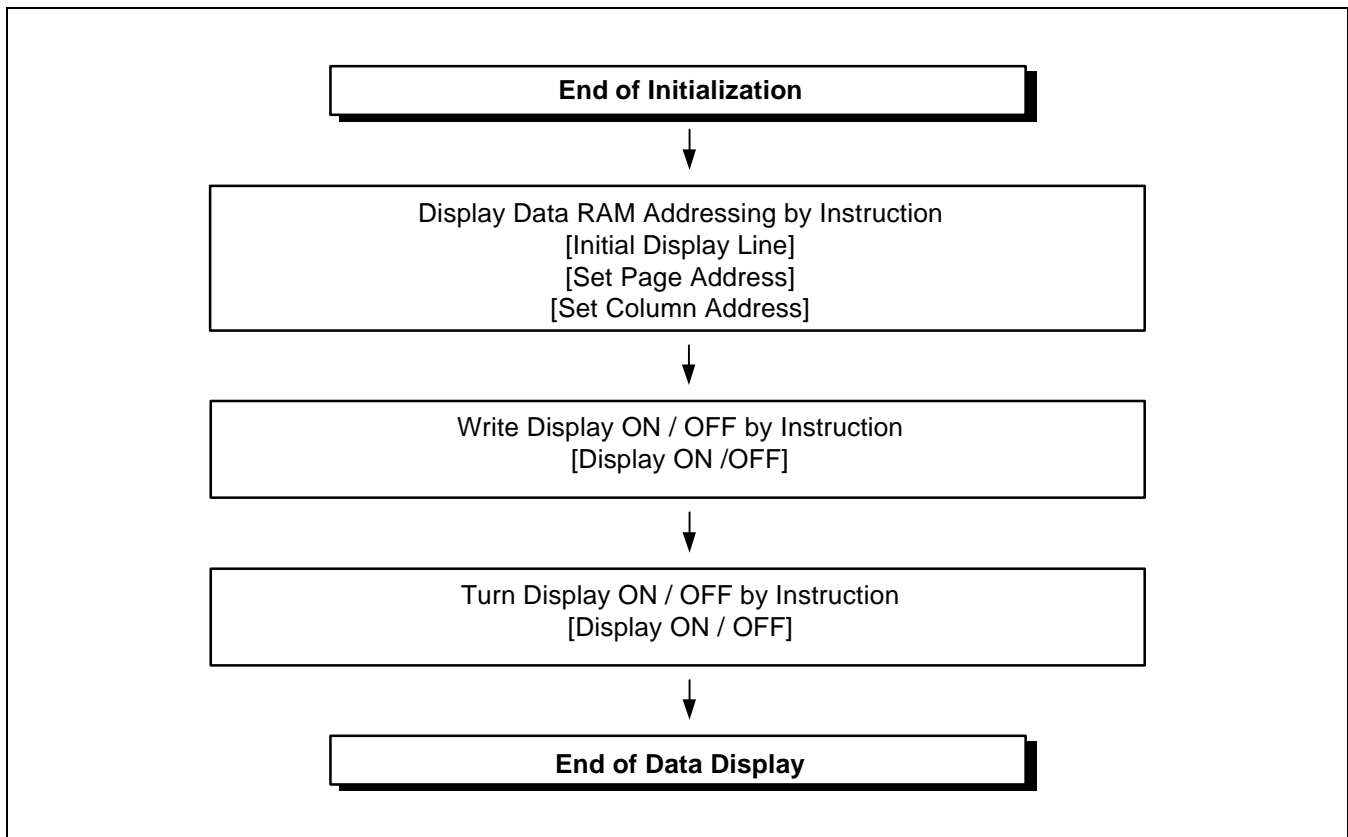 End of Initialization
Display Data RAM Addressing by Instruction
[Initial Display Line]
[Set Page Address]
[Set Column Address]
Write Display ON / OFF by Instruction
[Display ON /OFF]
Turn Display ON / OFF by Instruction
[Display ON / OFF]
End of Data Display